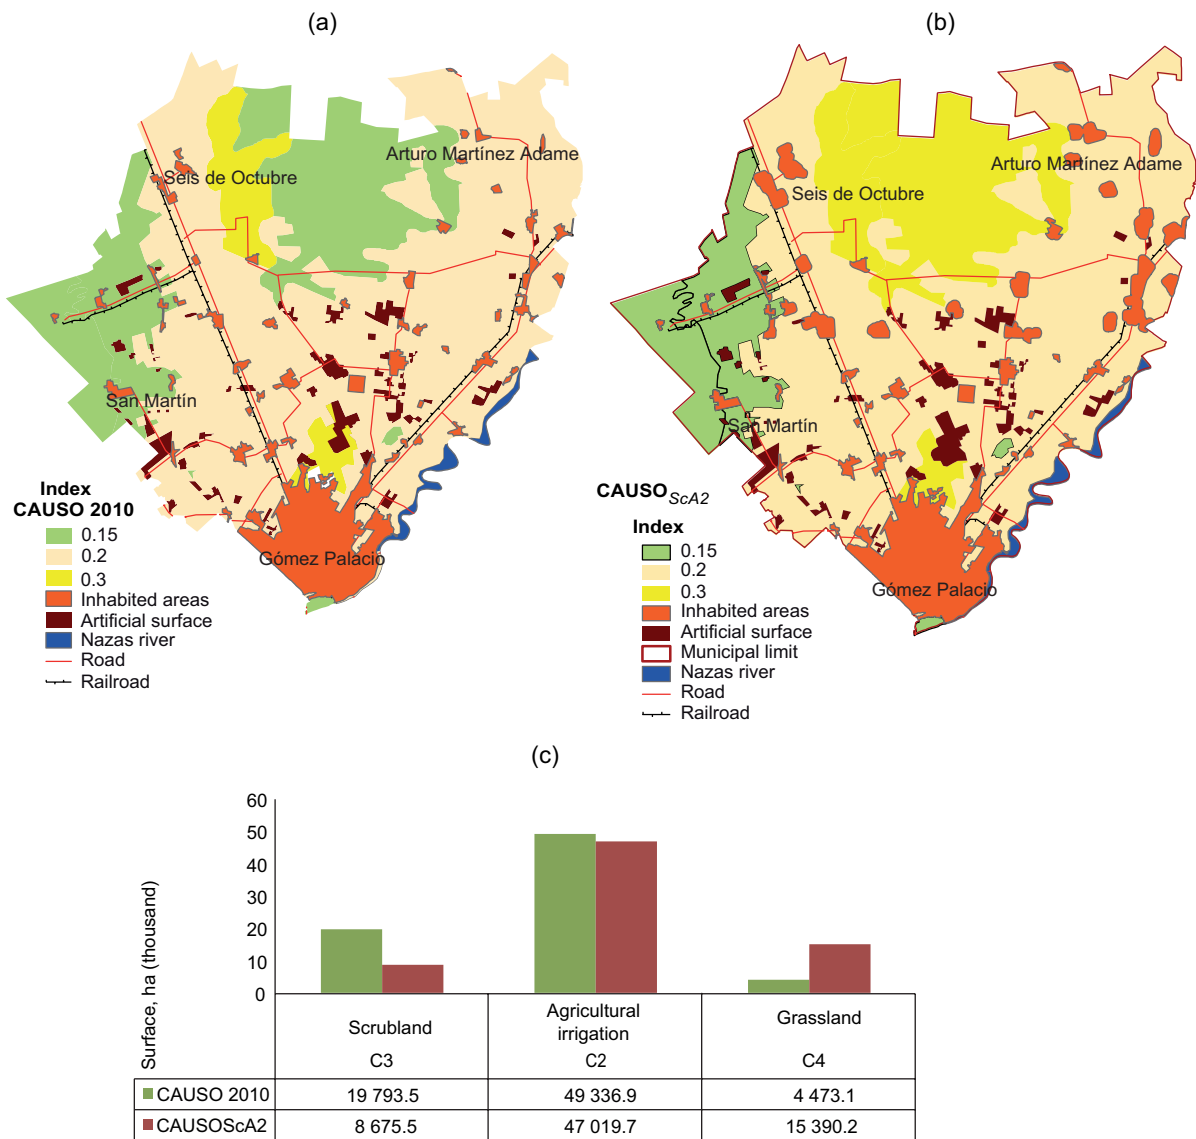 (a)
Arturo Martínez Adame
Seis de Octubre
San Martín
Gómez Palacio
Index
CAUSO 2010
0.15
0.2
0.3
Inhabited areas
Artificial surface
Nazas river
Road
Railroad
(b)
Arturo Martínez Adame
Seis de Octubre
San Martín
Gómez Palacio
CAUSO ScA2
Index
0.15
0.2
0.3
Inhabited areas
Artificial surface
Municipal limit
Nazas river
Road
Railroad
(c)
Surface, ha (thousand)
60
50
40
30
20
10
0
Scrubland
Agricultural
irrigation
Grassland
C3
C2
C4
CAUSO 2010
19 793.5
49 336.9
4 473.1
CAUSOScA2
8 675.5
47 019.7
15 390.2